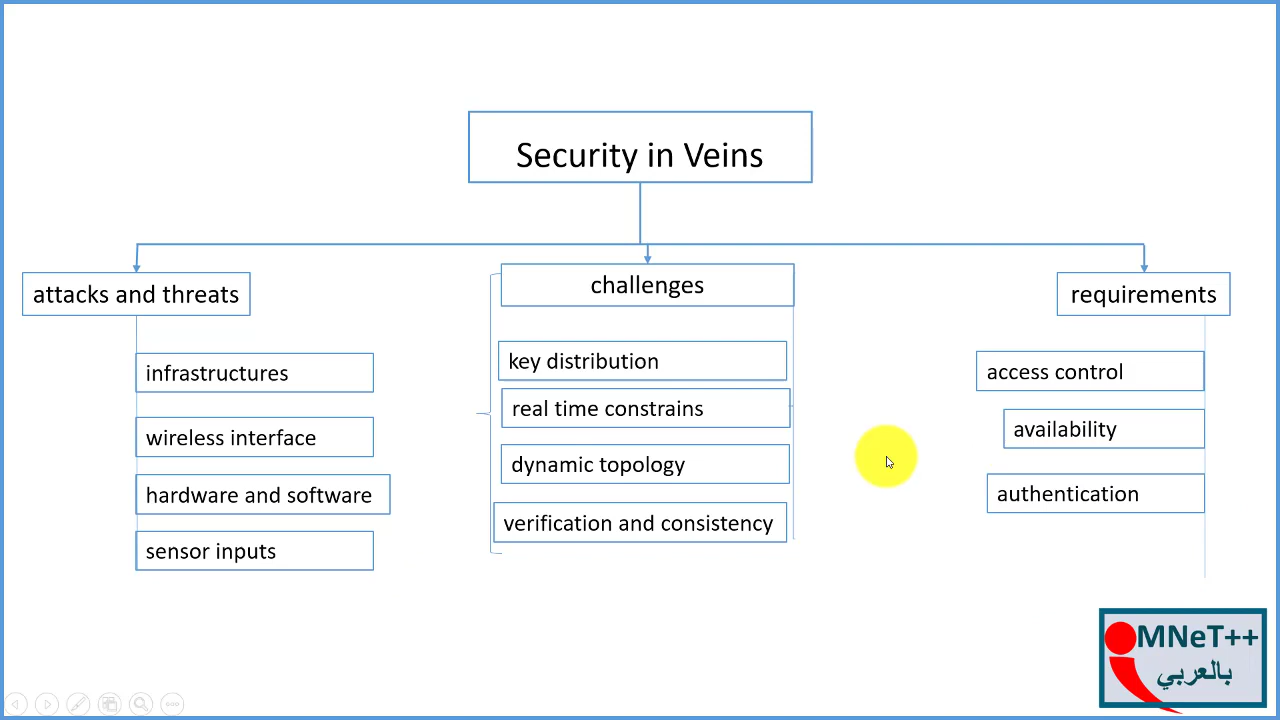 Security in Veins
attacks and threats
infrastructures
wireless interface
hardware and software
sensor inputs
challenges
key distribution
real time constrains
dynamic topology
verification and consistency
requirements
access control
availability
authentication
OMNeT++
بالعربي